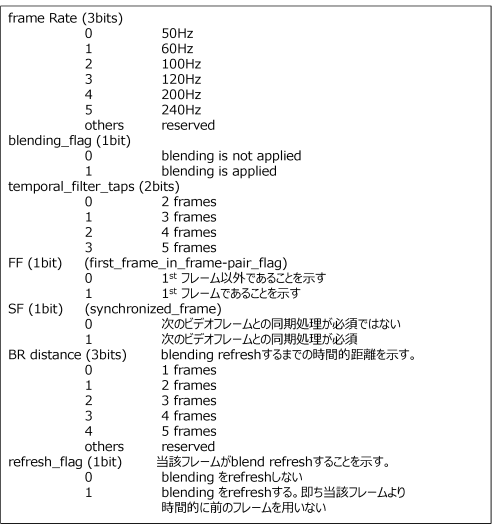 frame Rate (3bits)
0 50Hz
1 60Hz
2 100Hz
3 120Hz
4 200Hz
5 240Hz
others reserved
blending_flag (1bit)
0 blending is not applied
1 blending is applied
temporal_filter_taps (2bits)
0 2 frames
1 3 frames
2 4 frames
3 5 frames
FF (1bit) (first_frame_in_frame-pair_flag)
0 1st フレーム以外であることを示す
1 1st フレームであることを示す
SF (1bit) (synchronized_frame)
0 次のビデオフレームとの同期処理が必須ではない
1 次のビデオフレームとの同期処理が必須
BR distance (3bits) blending refreshするまでの時間的距離を示す。
0 1 frames
1 2 frames
2 3 frames
3 4 frames
4 5 frames
others reserved
refresh_flag (1bit) 当該フレームがblend refreshすることを示す。
0 blending をrefreshしない
1 blending をrefreshする。即ち当該フレームより
時間的に前のフレームを用いない